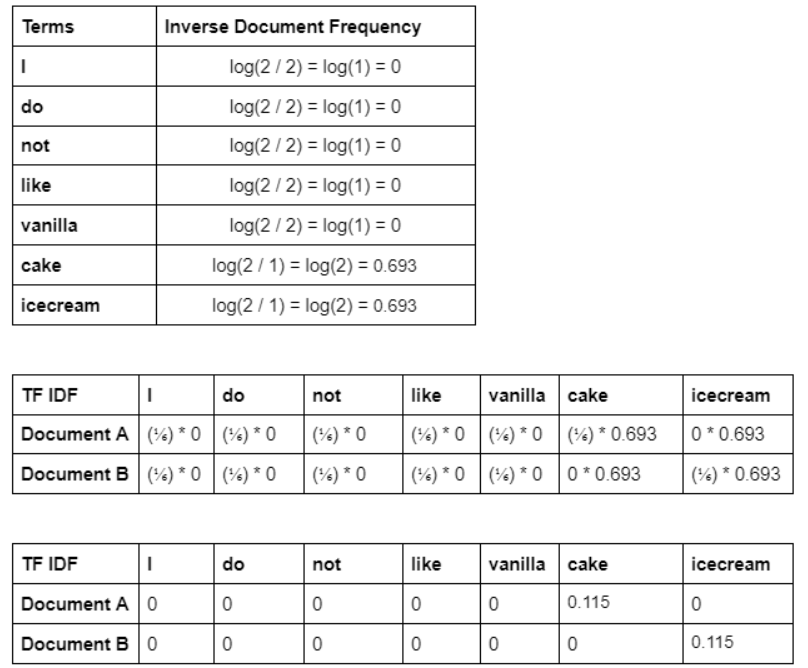 Terms Inverse Document Frequency
I log(2 / 2) = log(1) = 0
do log(2 / 2) = log(1) = 0
not log(2 / 2) = log(1) = 0
like log(2 / 2) = log(1) = 0
vanilla log(2 / 2) = log(1) = 0
cake log(2 / 1) = log(2) = 0.693
icecream log(2 / 1) = log(2) = 0.693
TF IDF I do not like vanilla cake icecream
Document A (⅙) * 0 (⅙) * 0 (⅙) * 0 (⅙) * 0 (⅙) * 0 (⅙) * 0.693 0 * 0.693
Document B (⅙) * 0 (⅙) * 0 (⅙) * 0 (⅙) * 0 (⅙) * 0 0 * 0.693 (⅙) * 0.693
TF IDF I do not like vanilla cake icecream
Document A 0 0 0 0 0 0.115 0
Document B 0 0 0 0 0 0 0.115